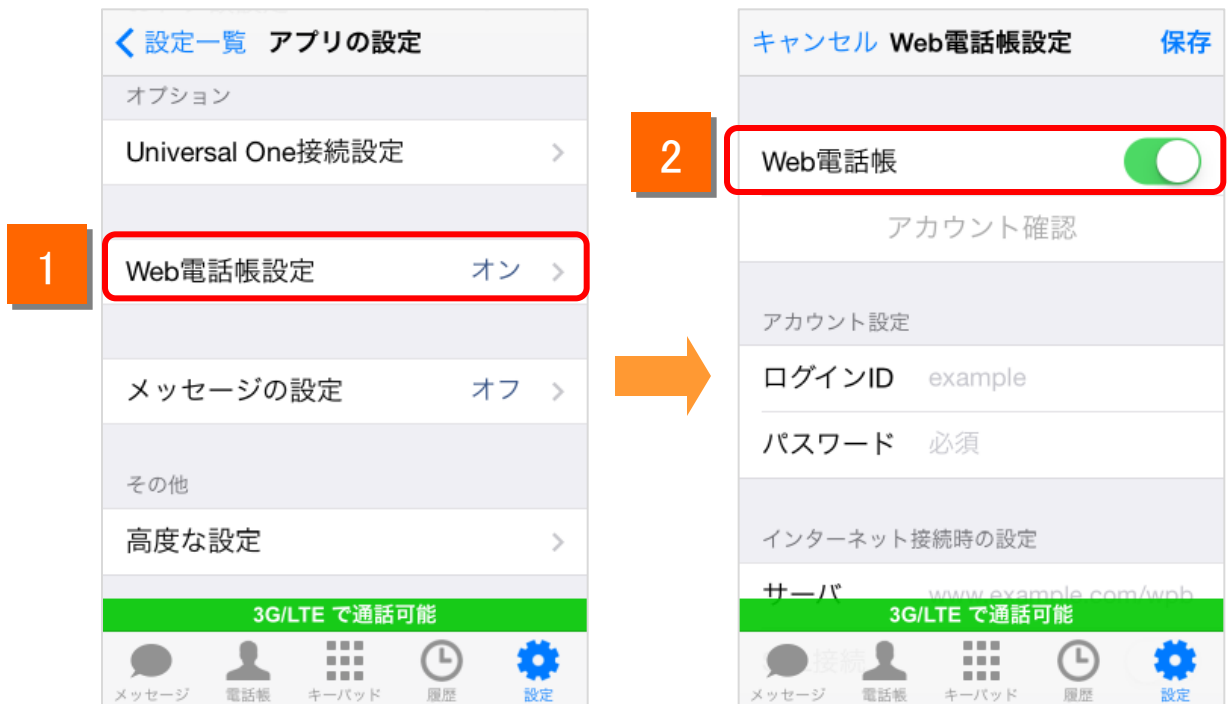 設定一覧 アプリの設定
オプション
Universal One接続設定
1
Web電話帳設定 オン
メッセージの設定 オフ
その他
高度な設定
3G/LTE で通話可能
メッセージ 電話帳 キーパッド 履歴 設定
キャンセル Web電話帳設定 保存
2
Web電話帳
アカウント確認
アカウント設定
ログインID example
パスワード 必須
インターネット接続時の設定
サーバ www.example.com/wpb
3G/LTE で通話可能
接続
メッセージ 電話帳 キーパッド 履歴 設定